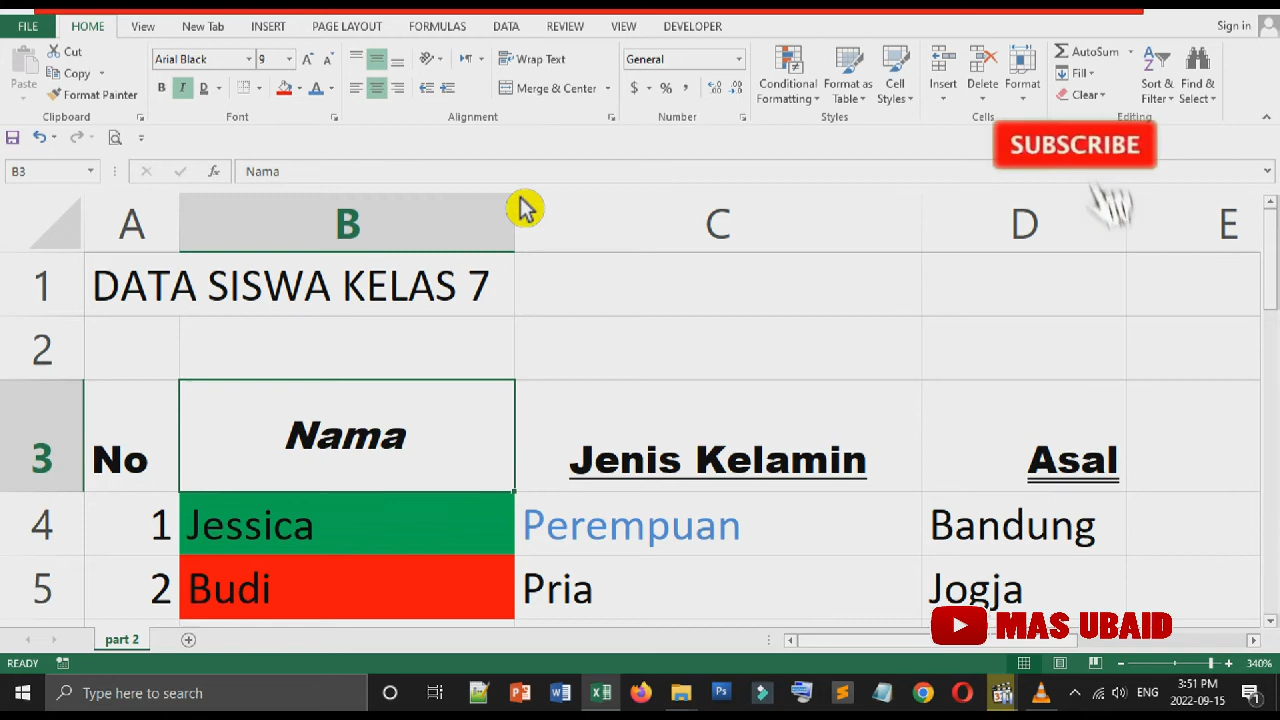 FILE HOME View New Tab INSERT PAGE LAYOUT FORMULAS DATA REVIEW VIEW DEVELOPER Sign in
Cut
Copy
Format Painter
Paste
Clipboard
Arial Black 9
B I D
A
Font
Wrap Text
Merge & Center
Alignment
General
$ % ,
Number
Conditional Formatting
Format as Table
Cell Styles
Styles
Insert
Delete
Format
Cells
AutoSum
Fill
Clear
Sort & Filter
Find & Select
Editing
SUBSCRIBE
B3 fx Nama
A B C D E
1 DATA SISWA KELAS 7
2
3 No Nama Jenis Kelamin Asal
4 1 Jessica Perempuan Bandung
5 2 Budi Pria Jogja
MAS UBAID
part 2
READY 340%
Type here to search
ENG
3:51 PM
2022-09-15